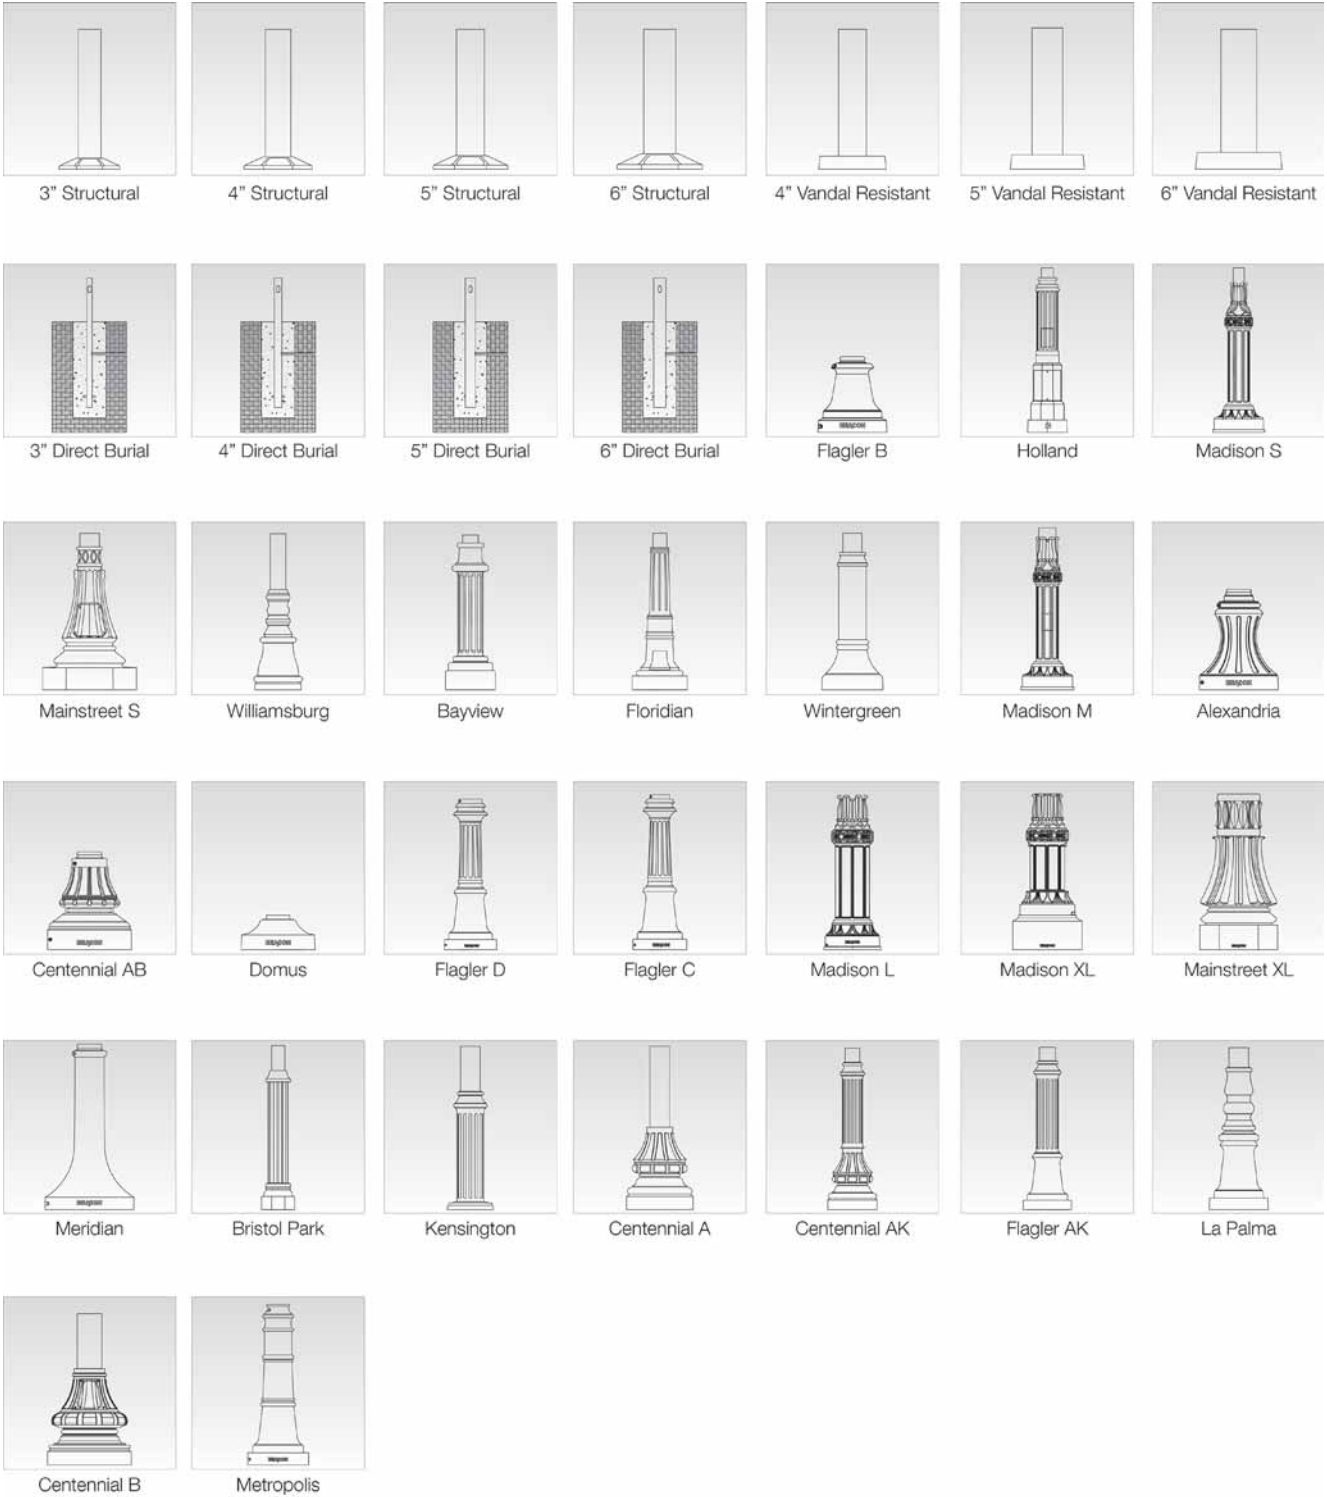 3” Structural
4” Structural
5” Structural
6” Structural
4” Vandal Resistant
5” Vandal Resistant
6” Vandal Resistant
3” Direct Burial
4” Direct Burial
5” Direct Burial
6” Direct Burial
Flagler B
Holland
Madison S
Mainstreet S
Williamsburg
Bayview
Floridian
Wintergreen
Madison M
Alexandria
Centennial AB
Domus
Flagler D
Flagler C
Madison L
Madison XL
Mainstreet XL
Meridian
Bristol Park
Kensington
Centennial A
Centennial AK
Flagler AK
La Palma
Centennial B
Metropolis